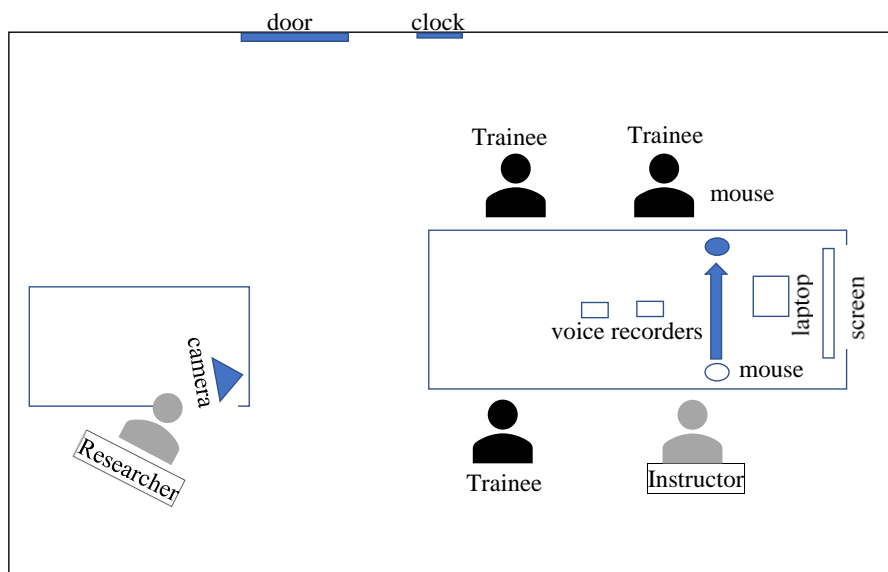 door
clock
Trainee
Trainee
mouse
voice recorders
laptop
screen
mouse
camera
Researcher
Trainee
Instructor